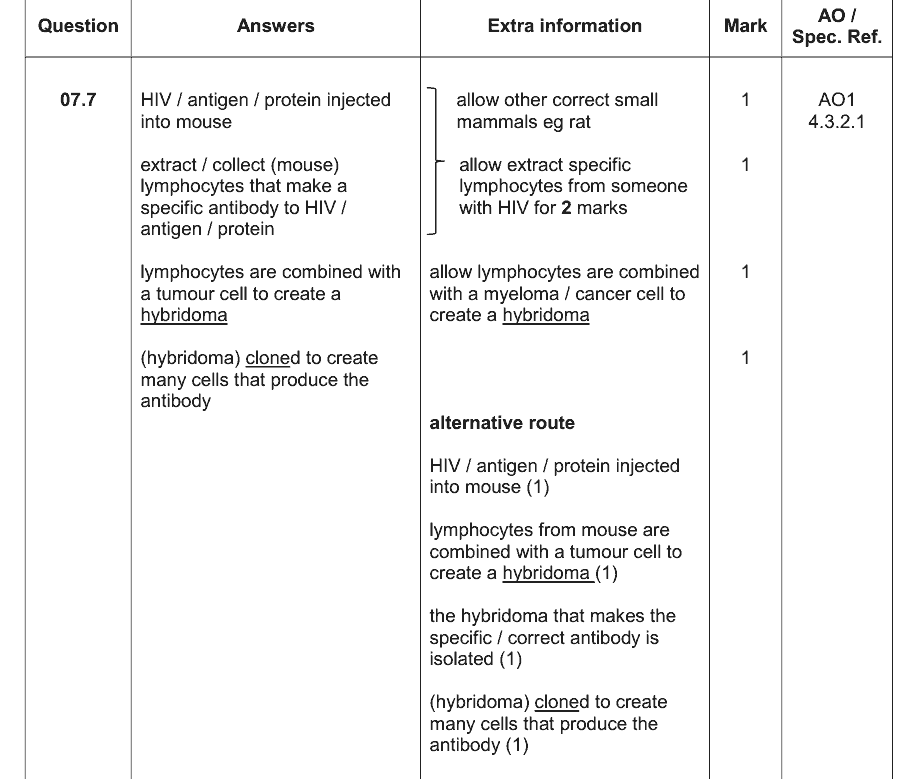 Question
Answers
Extra information
Mark
AO /
Spec. Ref.
07.7
HIV / antigen / protein injected
into mouse
allow other correct small
mammals eg rat
1
AO1
4.3.2.1
extract / collect (mouse)
lymphocytes that make a
specific antibody to HIV /
antigen / protein
allow extract specific
lymphocytes from someone
with HIV for 2 marks
1
lymphocytes are combined with
a tumour cell to create a
hybridoma
allow lymphocytes are combined
with a myeloma / cancer cell to
create a hybridoma
1
(hybridoma) cloned to create
many cells that produce the
antibody
1
alternative route
HIV / antigen / protein injected
into mouse (1)
lymphocytes from mouse are
combined with a tumour cell to
create a hybridoma (1)
the hybridoma that makes the
specific / correct antibody is
isolated (1)
(hybridoma) cloned to create
many cells that produce the
antibody (1)